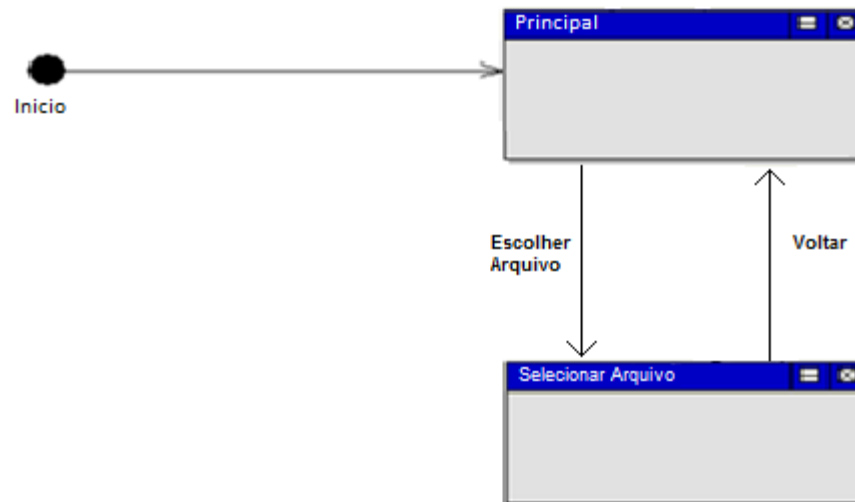 Principal
Inicio
Escolher
Arquivo
Voltar
Selecionar Arquivo